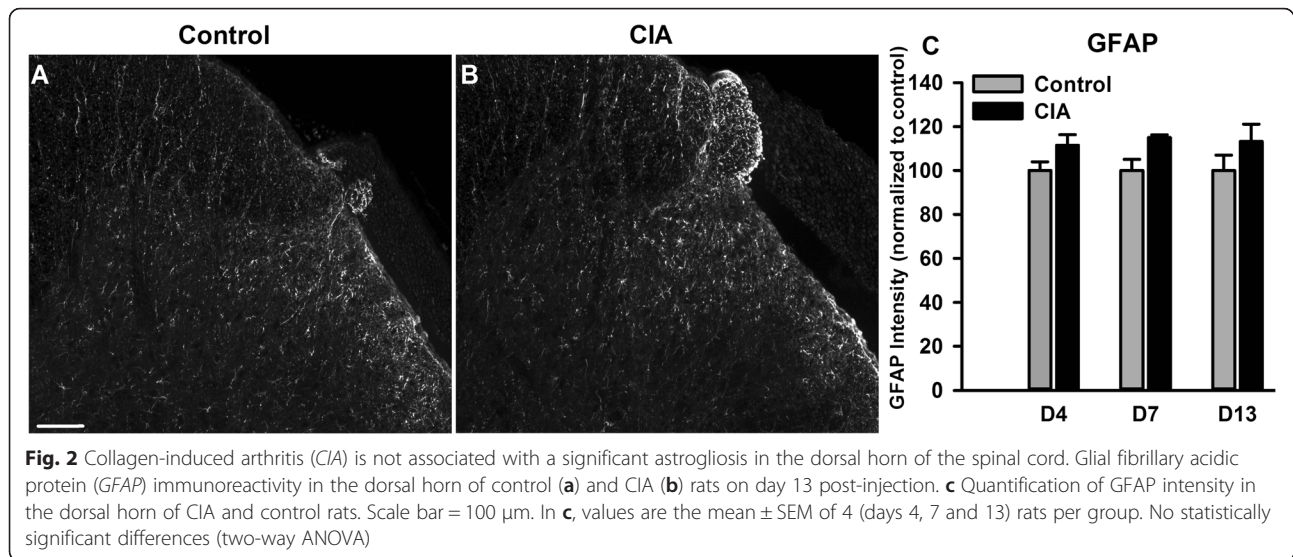 Control
CIA
A
B
C
GFAP
Control
CIA
GFAP Intensity (normalized to control)
140
120
100
80
60
40
20
0
D4 D7 D13
Fig. 2 Collagen-induced arthritis (CIA) is not associated with a significant astrogliosis in the dorsal horn of the spinal cord. Glial fibrillary acidic
protein (GFAP) immunoreactivity in the dorsal horn of control (a) and CIA (b) rats on day 13 post-injection. c Quantification of GFAP intensity in
the dorsal horn of CIA and control rats. Scale bar = 100 μm. In c, values are the mean ± SEM of 4 (days 4, 7 and 13) rats per group. No statistically
significant differences (two-way ANOVA)